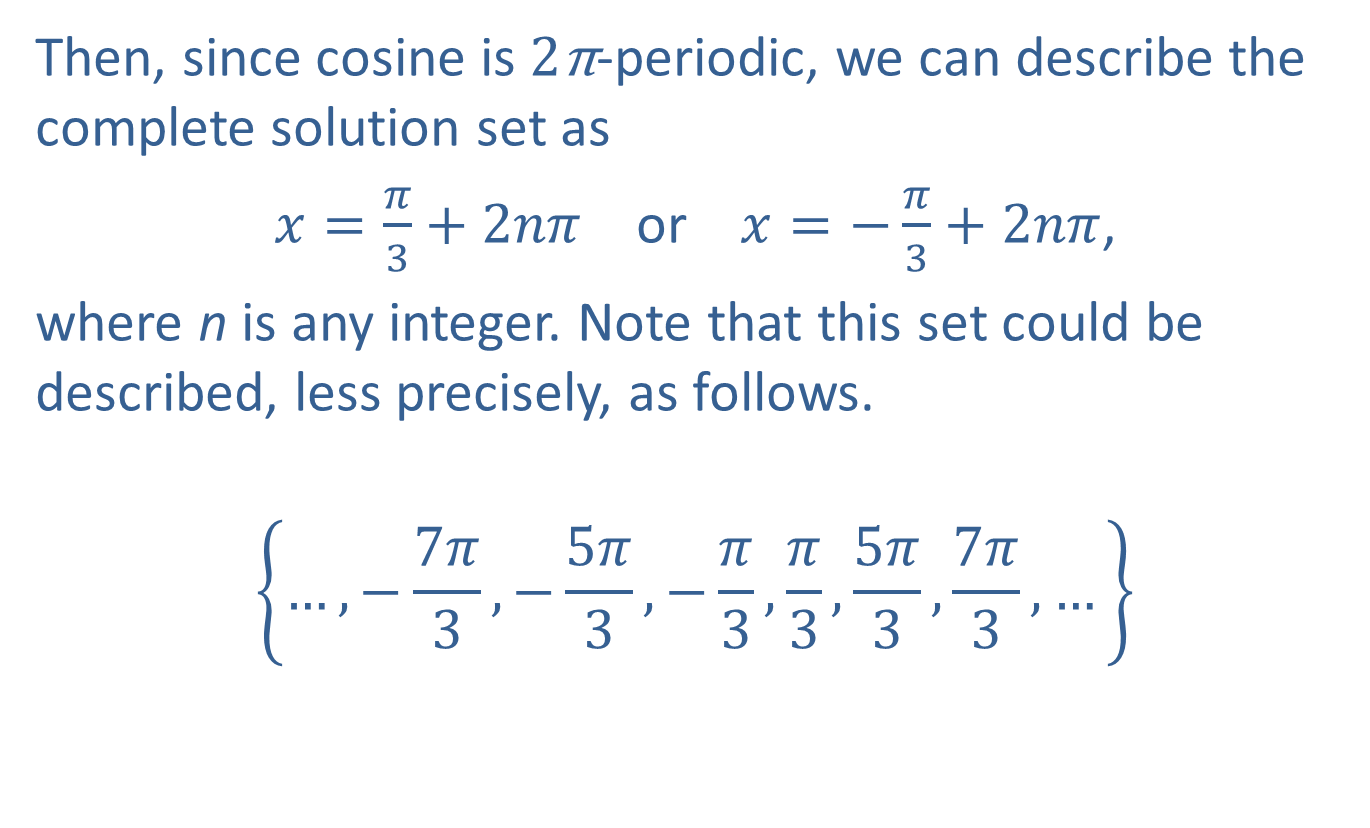 Then, since cosine is 2π-periodic, we can describe the
complete solution set as
x = π/3 + 2nπ or x = −π/3 + 2nπ,
where n is any integer. Note that this set could be
described, less precisely, as follows.
{… , −7π/3, −5π/3, −π/3, π/3, 5π/3, 7π/3, …}